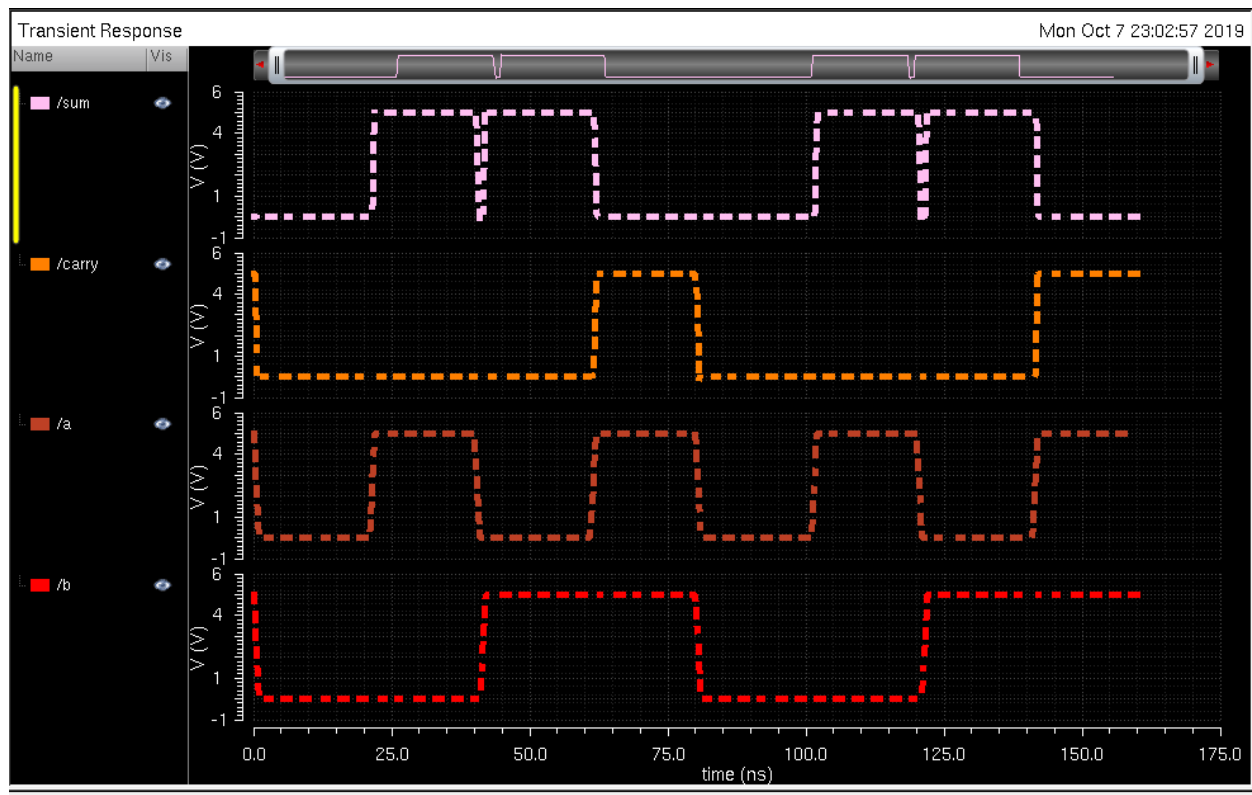 Transient Response Mon Oct 7 23:02:57 2019
Name Vis
/sum
6
4
V (V)
1
-1
/carry
6
4
V (V)
1
-1
/a
6
4
V (V)
1
-1
/b
6
4
V (V)
1
-1
0.0 25.0 50.0 75.0 100.0 125.0 150.0 175.0
time (ns)